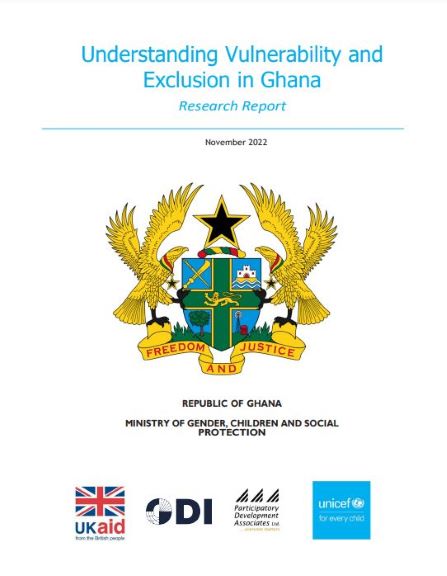 Understanding Vulnerability and
Exclusion in Ghana
Research Report
November 2022
FREEDOM AND JUSTICE
REPUBLIC OF GHANA
MINISTRY OF GENDER, CHILDREN AND SOCIAL
PROTECTION
UKaid
from the British people
ODI
Participatory
Development
Associates Ltd.
unicef
for every child